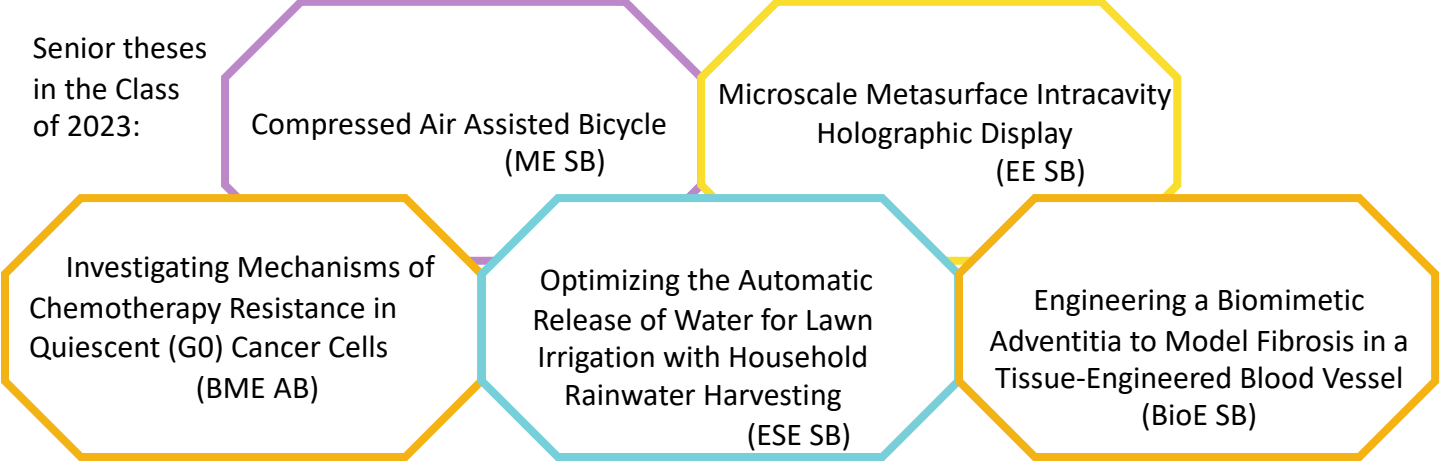 Senior theses
in the Class
of 2023:
Compressed Air Assisted Bicycle
(ME SB)
Microscale Metasurface Intracavity
Holographic Display
(EE SB)
Investigating Mechanisms of
Chemotherapy Resistance in
Quiescent (G0) Cancer Cells
(BME AB)
Optimizing the Automatic
Release of Water for Lawn
Irrigation with Household
Rainwater Harvesting
(ESE SB)
Engineering a Biomimetic
Adventitia to Model Fibrosis in a
Tissue-Engineered Blood Vessel
(BioE SB)